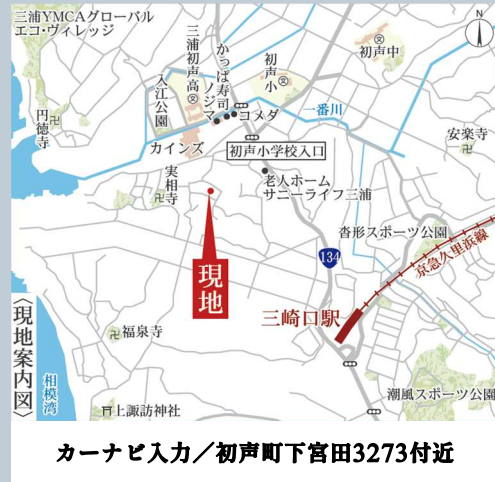 三浦YMCAグローバル
エコ・ヴィレッジ
N
円徳寺
入江公園
三浦初声高
かっぱ寿司
ノジマ
コメダ
初声小
初声中
一番川
安楽寺
カインズ
初声小学校入口
実相寺
老人ホーム
サニーライフ三浦
沓形スポーツ公園
134
京急久里浜線
現地
三崎口駅
〈現地案内図〉
福泉寺
相模湾
上諏訪神社
潮風スポーツ公園
カーナビ入力／初声町下宮田3273付近